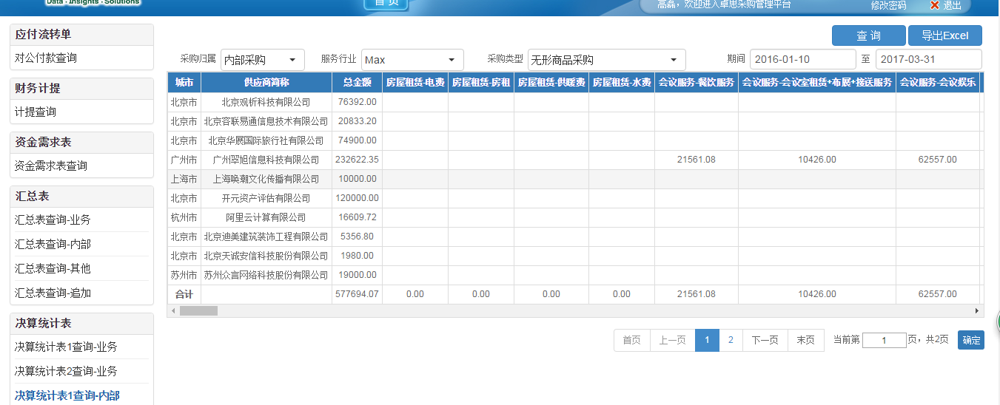 Data · Insights · Solutions
首 页
高磊，欢迎进入卓思采购管理平台
修改密码
退出
应付流转单
对公付款查询
财务计提
计提查询
资金需求表
资金需求表查询
汇总表
汇总表查询-业务
汇总表查询-内部
汇总表查询-其他
汇总表查询-追加
决算统计表
决算统计表1查询-业务
决算统计表2查询-业务
决算统计表1查询-内部
查 询
导出Excel
采购归属 内部采购 服务行业 Max 采购类型 无形商品采购 期间 2016-01-10 至 2017-03-31
城市 供应商简称 总金额 房屋租赁-电费 房屋租赁-房租 房屋租赁-供暖费 房屋租赁-水费 会议服务-餐饮服务 会议服务-会议室租赁+布展+接送服务 会议服务-会议娱乐
北京市 北京观析科技有限公司 76392.00
北京市 北京容联易通信息技术有限公司 20833.20
北京市 北京华展国际旅行社有限公司 74900.00
广州市 广州翆旭信息科技有限公司 232622.35 21561.08 10426.00 62557.00
上海市 上海唤潮文化传播有限公司 10000.00
北京市 开元资产评估有限公司 120000.00
杭州市 阿里云计算有限公司 16609.72
北京市 北京迪美建筑装饰工程有限公司 5356.80
北京市 北京天诚安信科技股份有限公司 1980.00
苏州市 苏州众言网络科技股份有限公司 19000.00
合计 577694.07 0.00 0.00 0.00 0.00 21561.08 10426.00 62557.00
首页 上一页 1 2 下一页 末页 当前第 1 页，共2页 确定